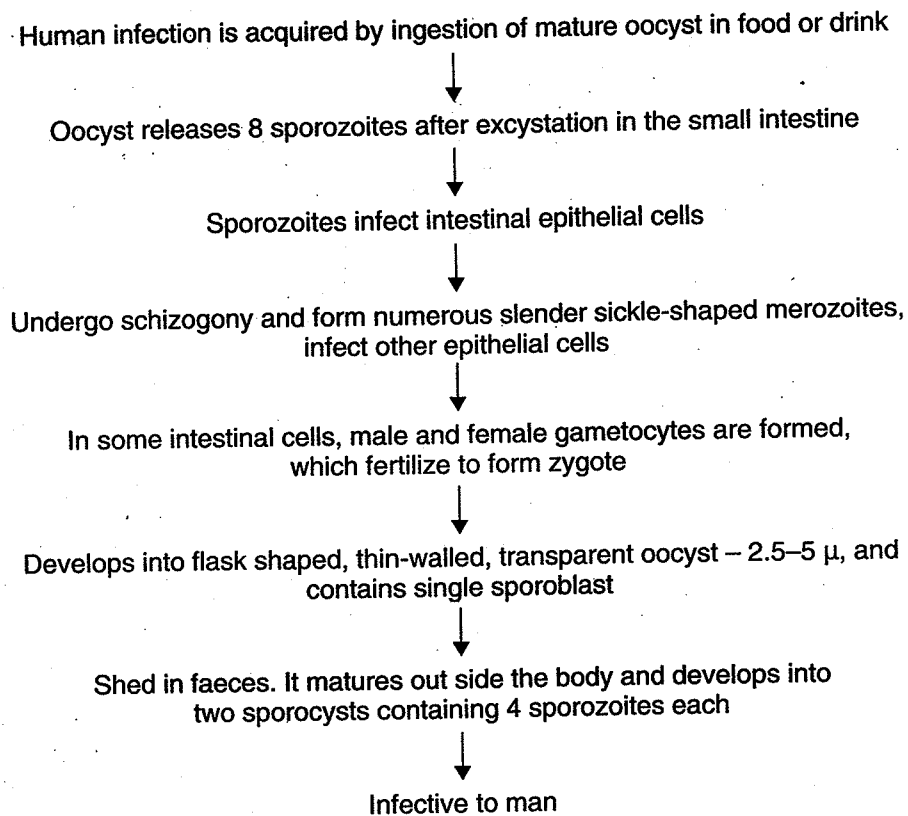 Human infection is acquired by ingestion of mature oocyst in food or drink
Oocyst releases 8 sporozoites after excystation in the small intestine
Sporozoites infect intestinal epithelial cells
Undergo schizogony and form numerous slender sickle-shaped merozoites,
infect other epithelial cells
In some intestinal cells, male and female gametocytes are formed,
which fertilize to form zygote
Develops into flask shaped, thin-walled, transparent oocyst – 2.5–5 μ, and
contains single sporoblast
Shed in faeces. It matures out side the body and develops into
two sporocysts containing 4 sporozoites each
Infective to man